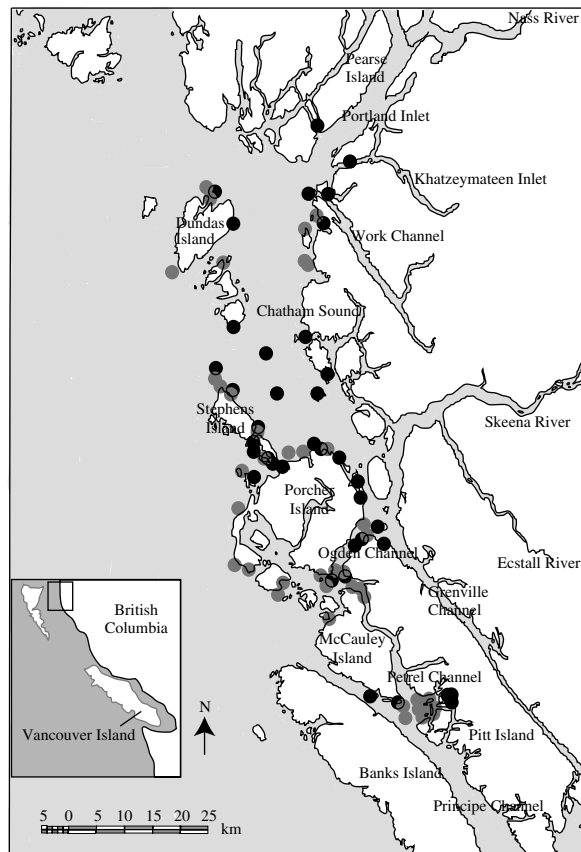 Nass River
Pearse
Island
Portland Inlet
Khatzeymateen Inlet
Dundas
Island
Work Channel
Chatham Sound
Stephens
Island
Skeena River
Porcher
Island
Ogden Channel
Ecstall River
Grenville
Channel
British
Columbia
McCauley
Island
Petrel Channel
N
Vancouver Island
Pitt Island
Banks Island
Principe Channel
5 0 5 10 15 20 25 km